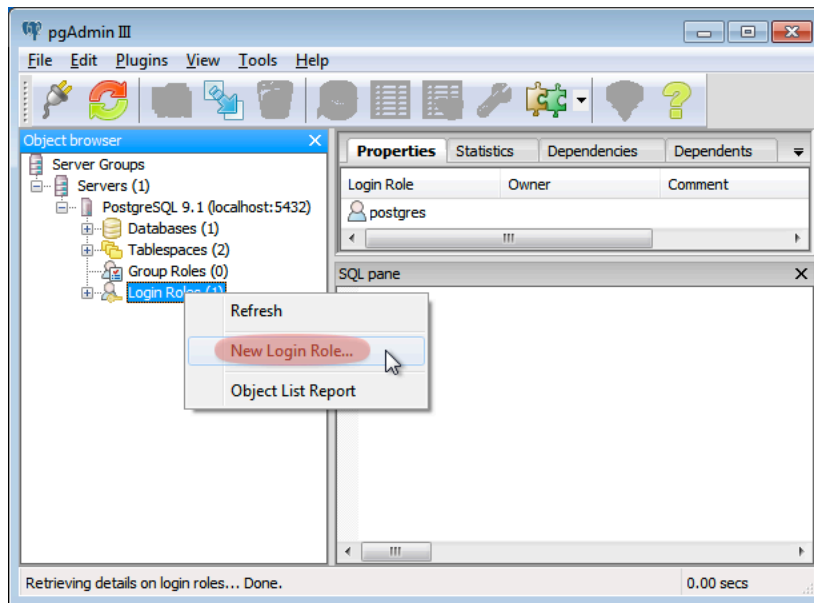 pgAdmin III
File Edit Plugins View Tools Help
Object browser
Server Groups
Servers (1)
PostgreSQL 9.1 (localhost:5432)
Databases (1)
Tablespaces (2)
Group Roles (0)
Login Roles (1)
Refresh
New Login Role...
Object List Report
Properties Statistics Dependencies Dependents
Login Role Owner Comment
postgres
SQL pane
Retrieving details on login roles... Done. 0.00 secs